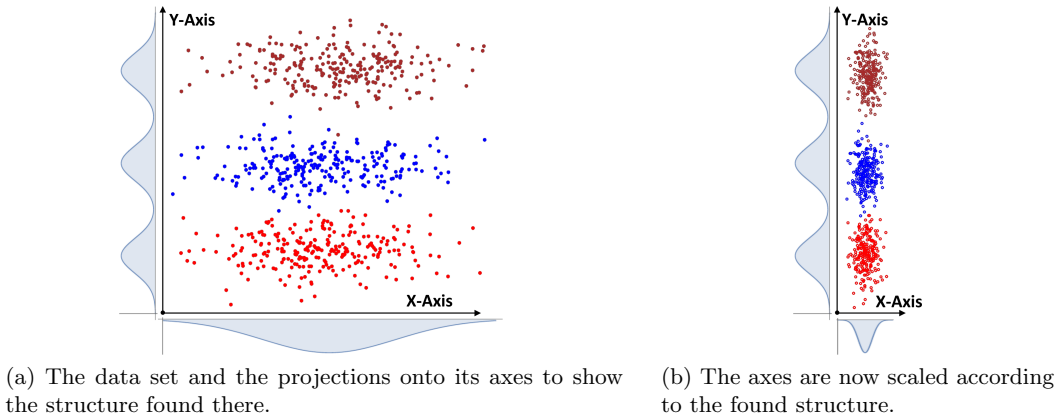 Y-Axis
X-Axis
(a) The data set and the projections onto its axes to show
the structure found there.
Y-Axis
X-Axis
(b) The axes are now scaled according
to the found structure.